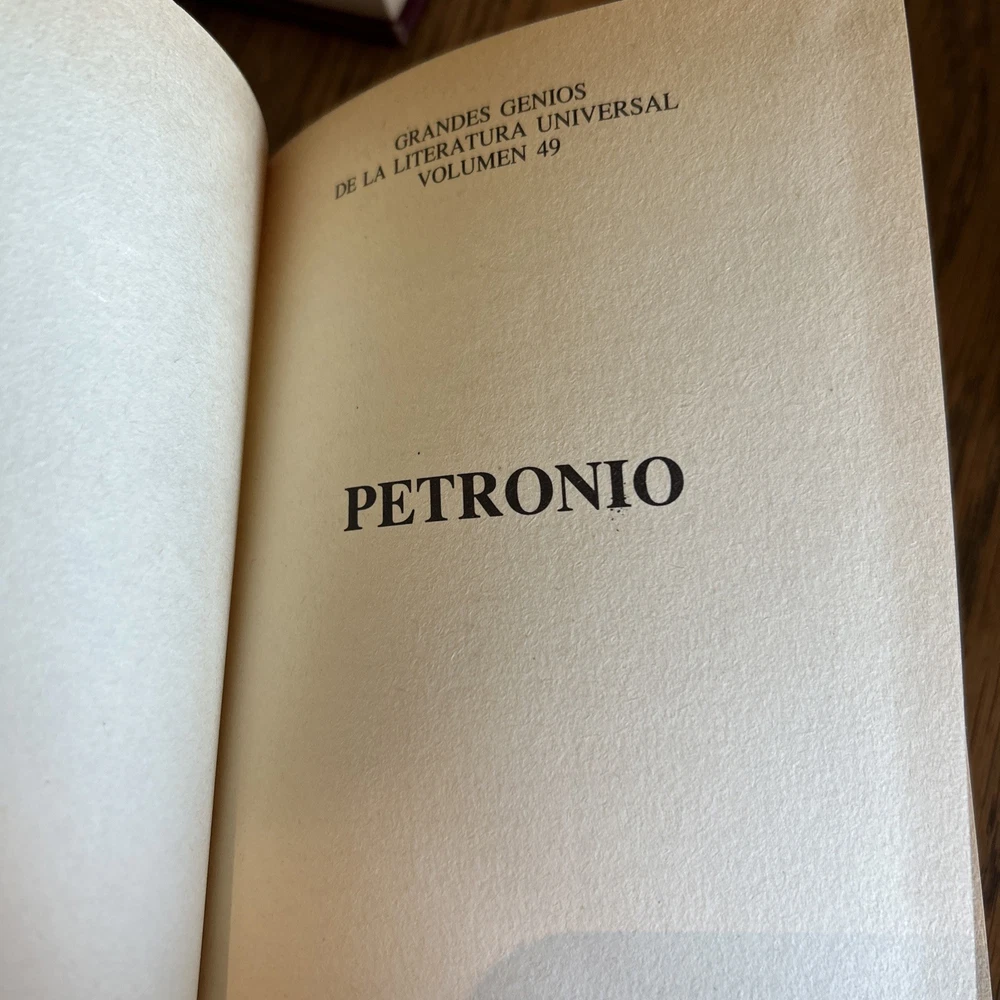 GRANDES GENIOS
DE LA LITERATURA UNIVERSAL
VOLUMEN 49
PETRONIO